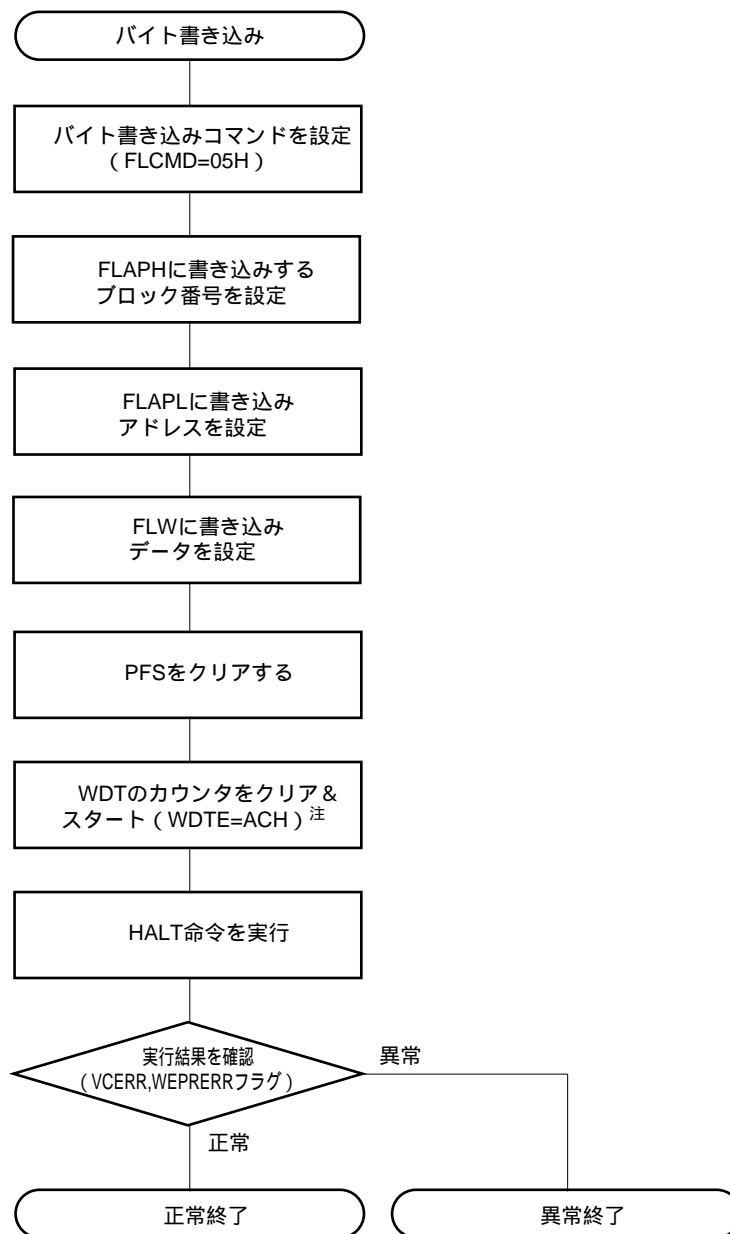 バイト書き込み
バイト書き込みコマンドを設定
（FLCMD=05H）
FLAPHに書き込みする
ブロック番号を設定
FLAPLに書き込み
アドレスを設定
FLWに書き込み
データを設定
PFSをクリアする
WDTのカウンタをクリア＆
スタート（WDTE=ACH）注
HALT命令を実行
実行結果を確認
（VCERR,WEPRERRフラグ）
異常
正常
正常終了
異常終了